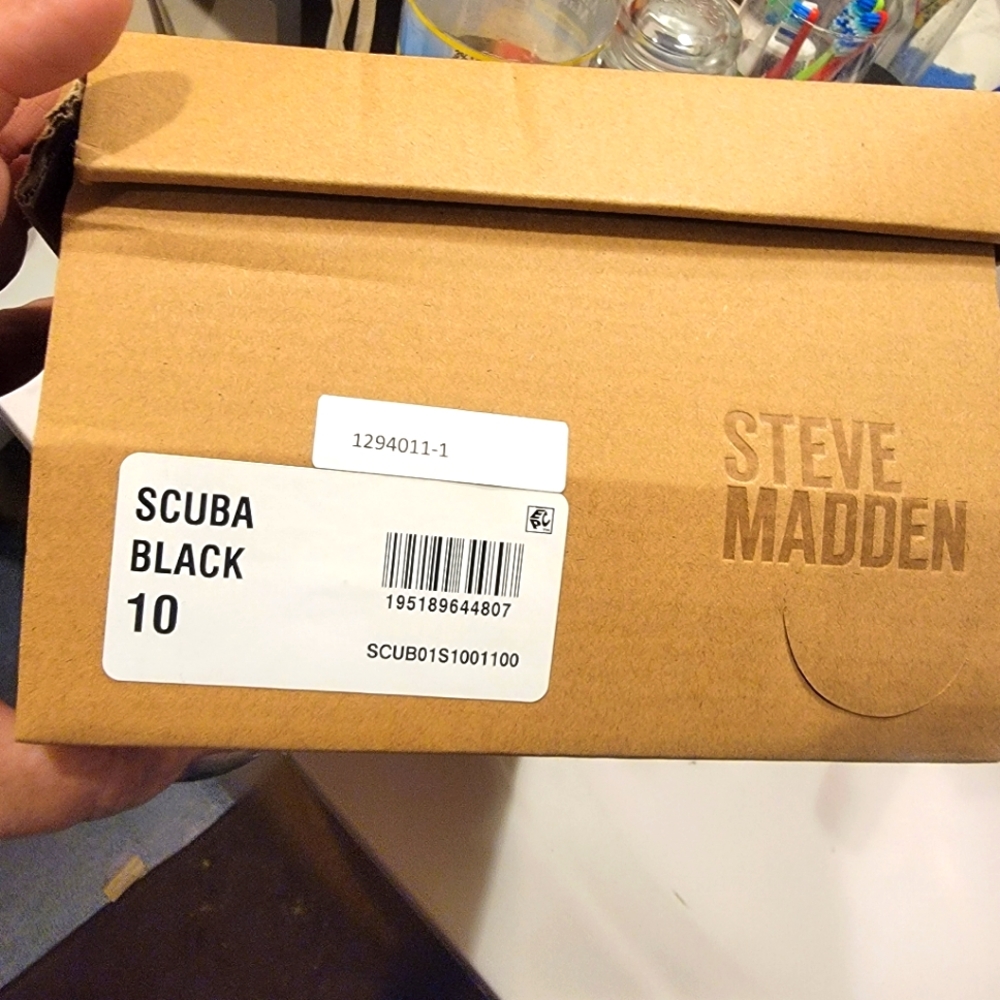 1294011-1
SCUBA
BLACK
10
195189644807
SCUB01S1001100
STEVE
MADDEN